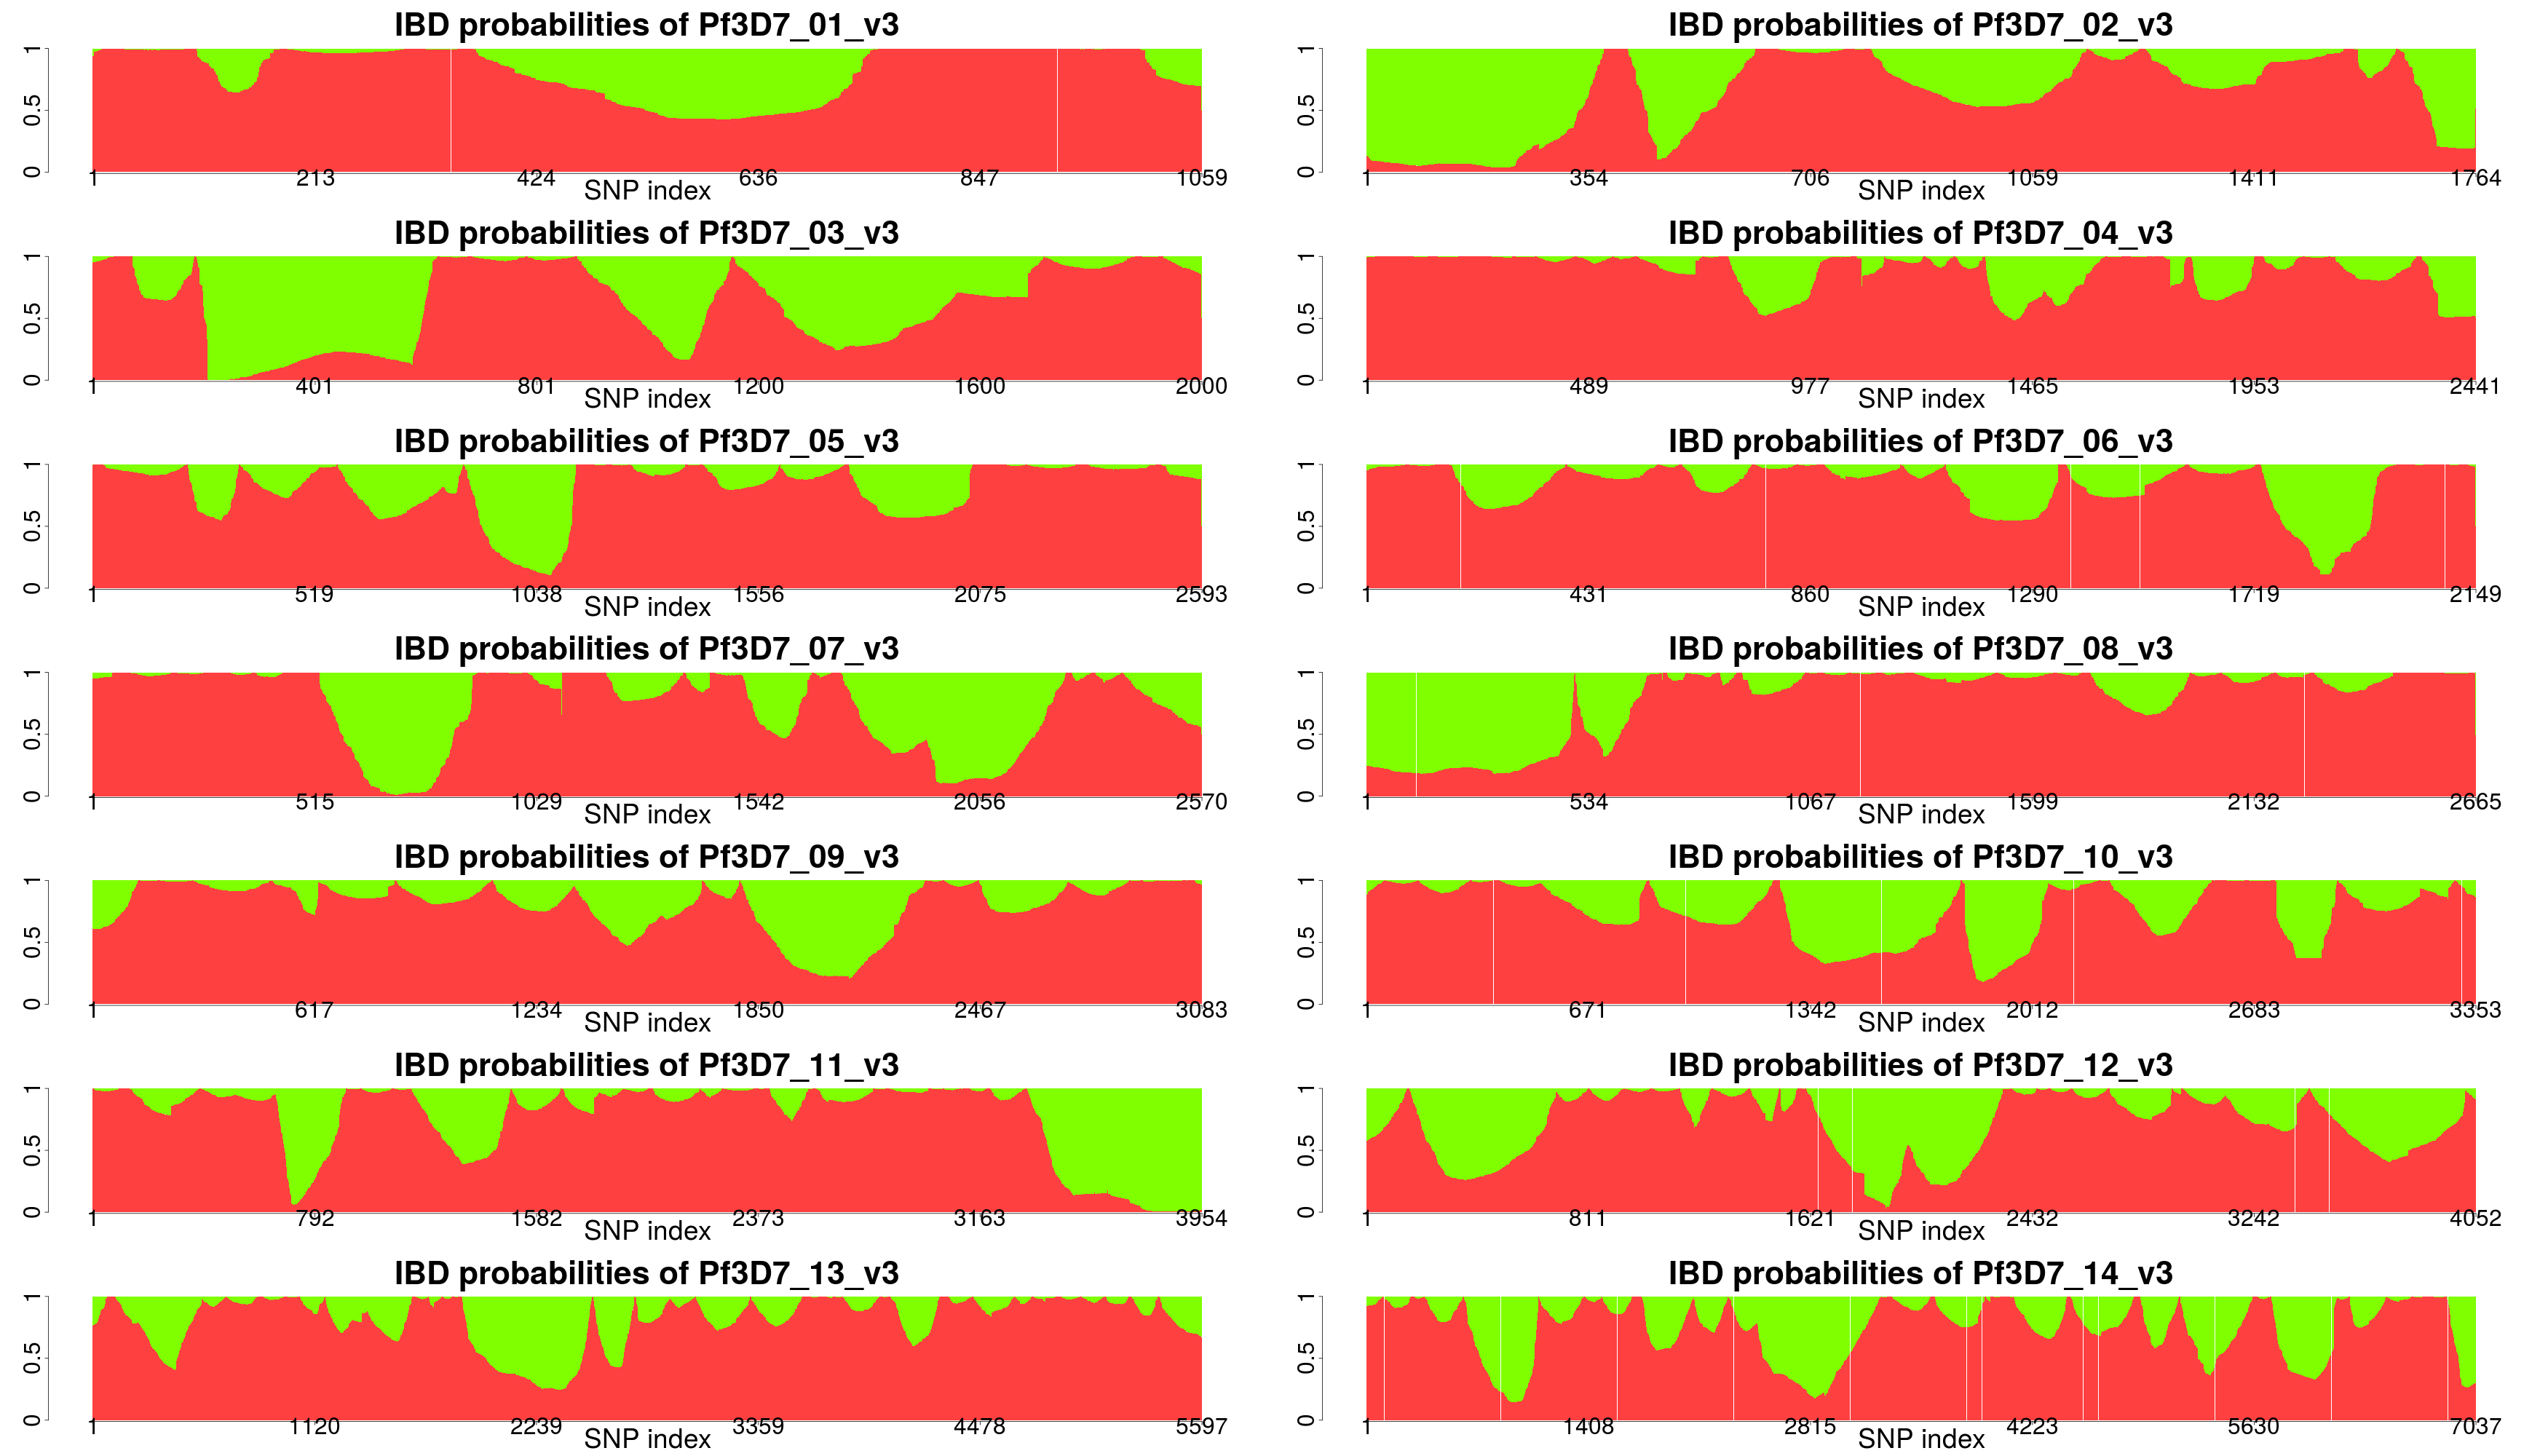 IBD probabilities of Pf3D7_01_v3
0 0.5 1
1 213 424 636 847 1059
SNP index
IBD probabilities of Pf3D7_02_v3
0 0.5 1
1 354 706 1059 1411 1764
SNP index
IBD probabilities of Pf3D7_03_v3
0 0.5 1
1 401 801 1200 1600 2000
SNP index
IBD probabilities of Pf3D7_04_v3
0 0.5 1
1 489 977 1465 1953 2441
SNP index
IBD probabilities of Pf3D7_05_v3
0 0.5 1
1 519 1038 1556 2075 2593
SNP index
IBD probabilities of Pf3D7_06_v3
0 0.5 1
1 431 860 1290 1719 2149
SNP index
IBD probabilities of Pf3D7_07_v3
0 0.5 1
1 515 1029 1542 2056 2570
SNP index
IBD probabilities of Pf3D7_08_v3
0 0.5 1
1 534 1067 1599 2132 2665
SNP index
IBD probabilities of Pf3D7_09_v3
0 0.5 1
1 617 1234 1850 2467 3083
SNP index
IBD probabilities of Pf3D7_10_v3
0 0.5 1
1 671 1342 2012 2683 3353
SNP index
IBD probabilities of Pf3D7_11_v3
0 0.5 1
1 792 1582 2373 3163 3954
SNP index
IBD probabilities of Pf3D7_12_v3
0 0.5 1
1 811 1621 2432 3242 4052
SNP index
IBD probabilities of Pf3D7_13_v3
0 0.5 1
1 1120 2239 3359 4478 5597
SNP index
IBD probabilities of Pf3D7_14_v3
0 0.5 1
1 1408 2815 4223 5630 7037
SNP index